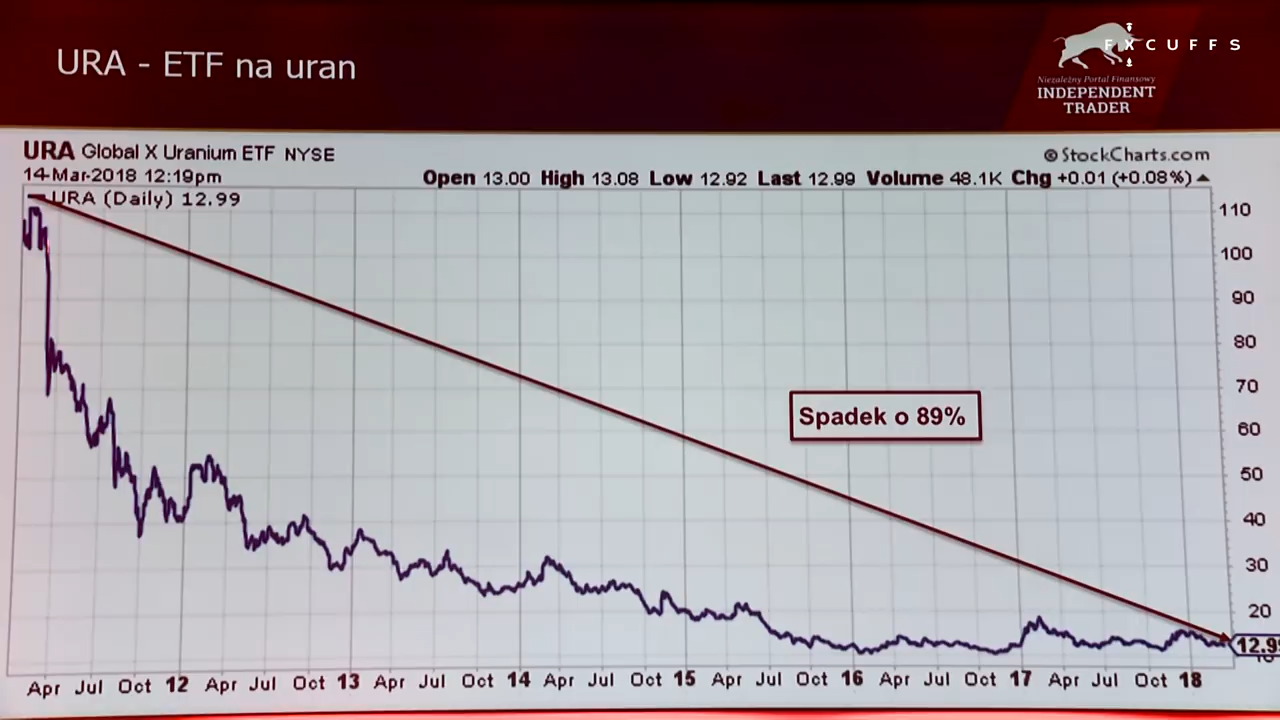 URA - ETF na uran
FXCUFFS
Niezależny Portal Finansowy
INDEPENDENT
TRADER
URA Global X Uranium ETF NYSE
© StockCharts.com
14-Mar-2018 12:19pm
Open 13.00 High 13.08 Low 12.92 Last 12.99 Volume 48.1K Chg +0.01 (+0.08%)
URA (Daily) 12.99
110
100
90
80
70
Spadek o 89%
60
50
40
30
20
12.99
10
Apr Jul Oct 12 Apr Jul Oct 13 Apr Jul Oct 14 Apr Jul Oct 15 Apr Jul Oct 16 Apr Jul Oct 17 Apr Jul Oct 18